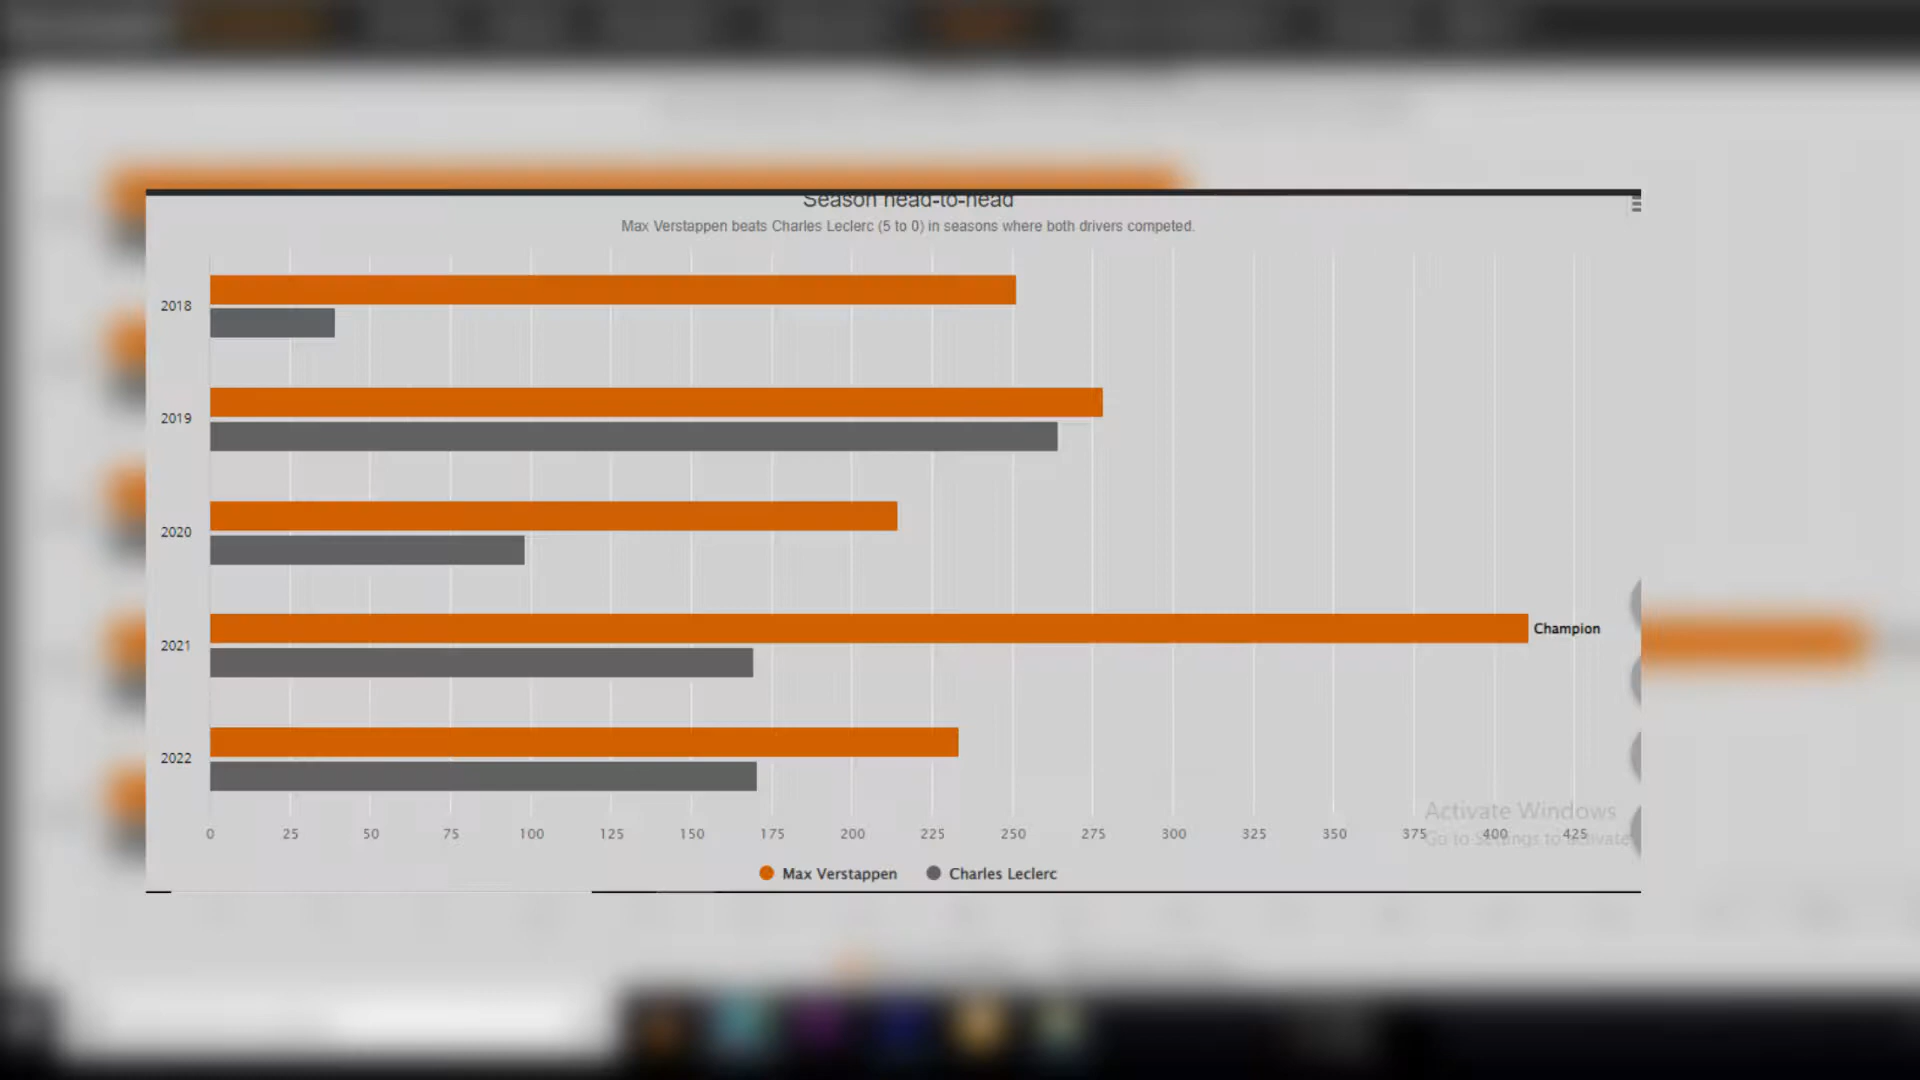 Season head-to-head
Max Verstappen beats Charles Leclerc (5 to 0) in seasons where both drivers competed.
2018
2019
2020
2021
Champion
2022
0 25 50 75 100 125 150 175 200 225 250 275 300 325 350 375 400 425
Activate Windows
Go to Settings to activate
Max Verstappen Charles Leclerc